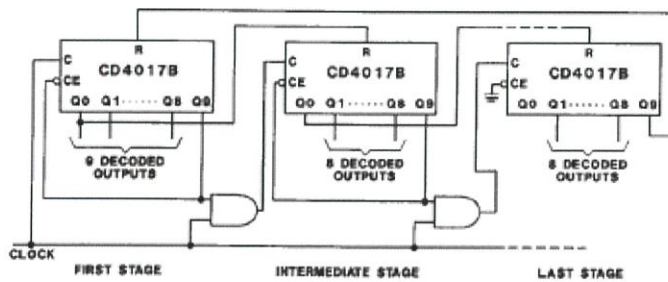 R
C
CD4017B
CE
Q0 Q1 ...... Q8 Q9
9 DECODED
OUTPUTS
R
C
CD4017B
CE
Q0 Q1 ...... Q8 Q9
8 DECODED
OUTPUTS
R
C
CD4017B
CE
Q0 Q1 ...... Q8 Q9
8 DECODED
OUTPUTS
CLOCK
FIRST STAGE
INTERMEDIATE STAGE
LAST STAGE